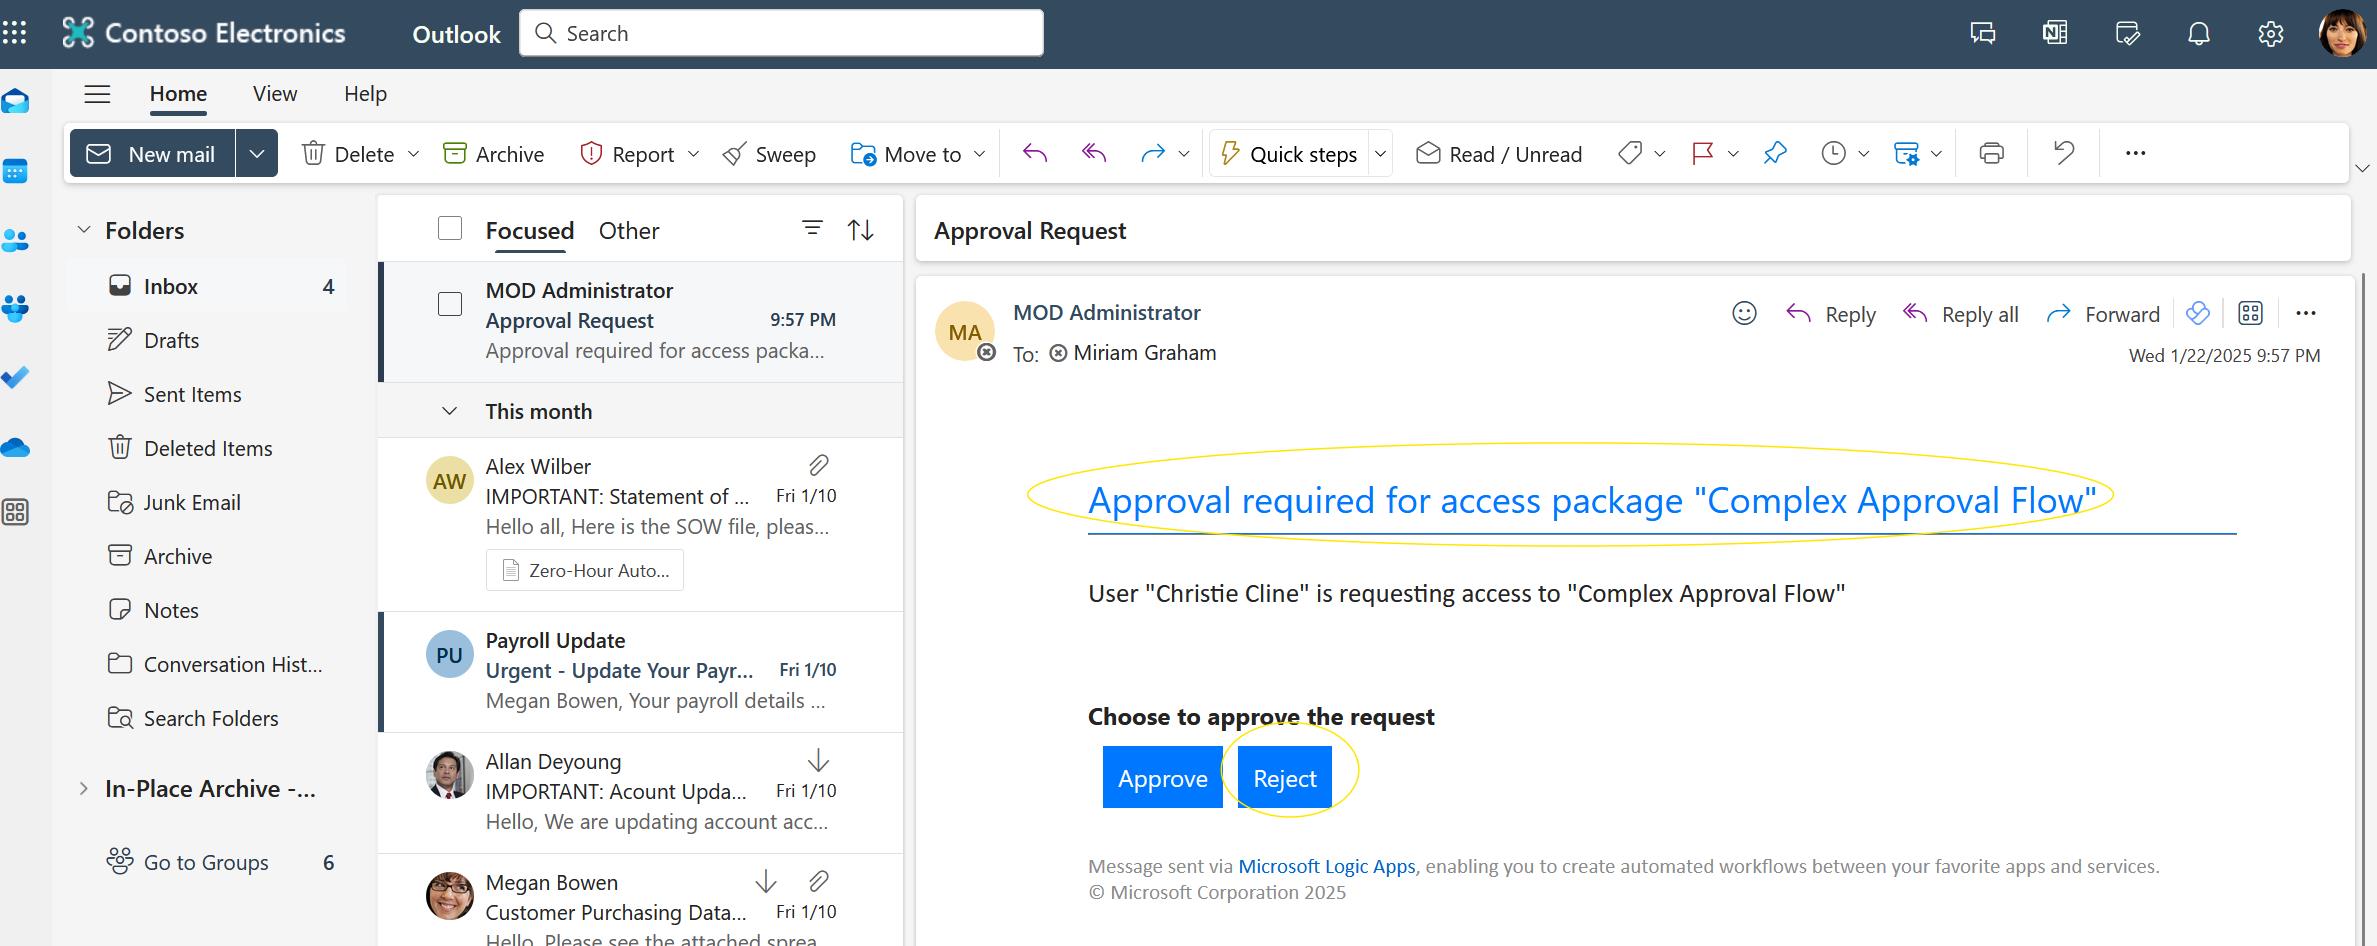 Contoso Electronics
Outlook
Search
Home
View
Help
New mail
Delete
Archive
Report
Sweep
Move to
Quick steps
Read / Unread
Folders
Inbox 4
Drafts
Sent Items
Deleted Items
Junk Email
Archive
Notes
Conversation Hist...
Search Folders
In-Place Archive -...
Go to Groups 6
Focused
Other
MOD Administrator
Approval Request 9:57 PM
Approval required for access packa...
This month
AW
Alex Wilber
IMPORTANT: Statement of ... Fri 1/10
Hello all, Here is the SOW file, pleas...
Zero-Hour Auto...
PU
Payroll Update
Urgent - Update Your Payr... Fri 1/10
Megan Bowen, Your payroll details ...
Allan Deyoung
IMPORTANT: Acount Upda... Fri 1/10
Hello, We are updating account acc...
Megan Bowen
Customer Purchasing Data... Fri 1/10
Hello, Please see the attached sprea...
Approval Request
MA
MOD Administrator
To: Miriam Graham
Reply
Reply all
Forward
Wed 1/22/2025 9:57 PM
Approval required for access package "Complex Approval Flow"
User "Christie Cline" is requesting access to "Complex Approval Flow"
Choose to approve the request
Approve
Reject
Message sent via Microsoft Logic Apps, enabling you to create automated workflows between your favorite apps and services.
© Microsoft Corporation 2025